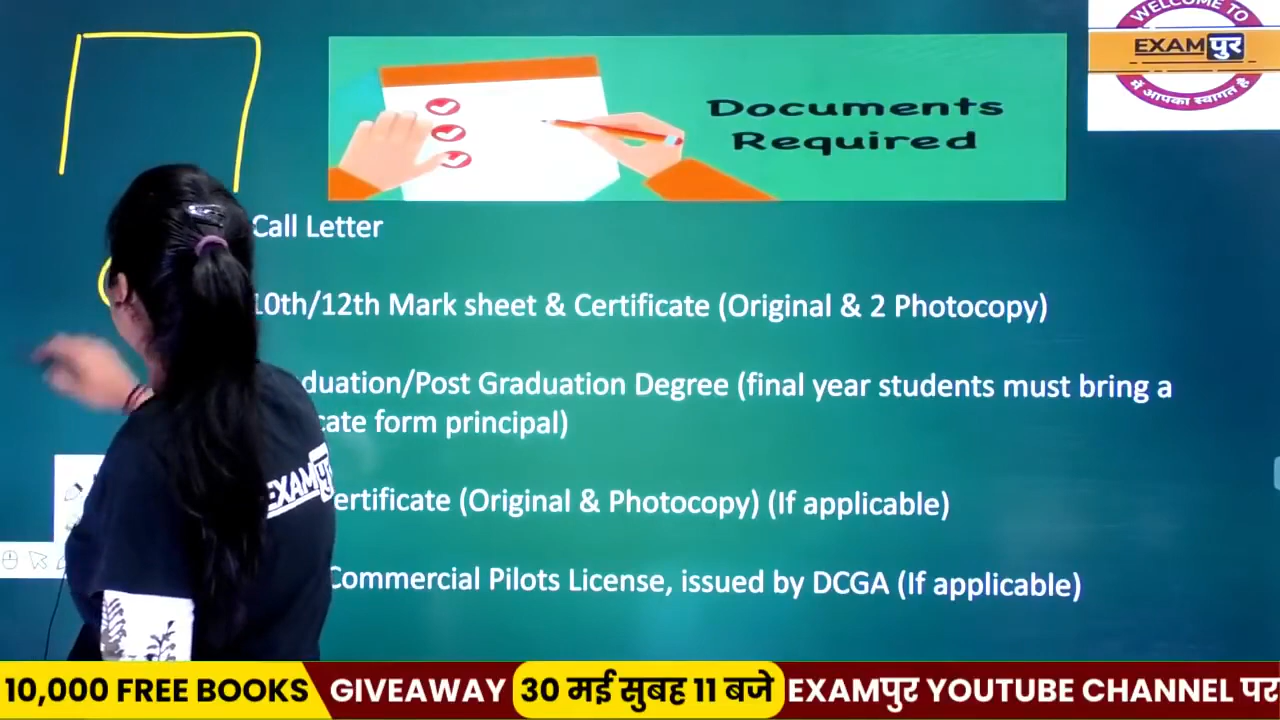 WELCOME TO
EXAMपुर
में आपका स्वागत है
Documents
Required
Call Letter
10th/12th Mark sheet & Certificate (Original & 2 Photocopy)
duation/Post Graduation Degree (final year students must bring a
cate form principal)
ertificate (Original & Photocopy) (If applicable)
Commercial Pilots License, issued by DCGA (If applicable)
EXAMपुर
10,000 FREE BOOKS GIVEAWAY 30 मई सुबह 11 बजे EXAMपुर YOUTUBE CHANNEL पर